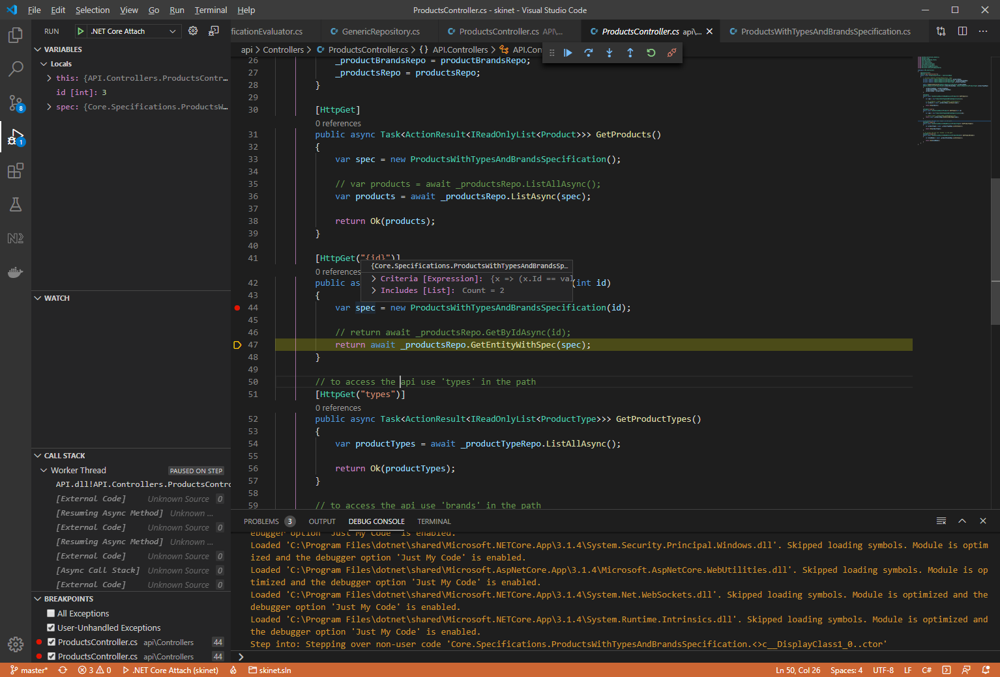 File Edit Selection View Go Run Terminal Help
ProductsController.cs - skinet - Visual Studio Code
RUN .NET Core Attach
ficationEvaluator.cs
C# GenericRepository.cs
C# ProductsController.cs API\...
C# ProductsController.cs api\...
C# ProductsWithTypesAndBrandsSpecification.cs
api > Controllers > C# ProductsController.cs > {} API.Controllers > API.Con
VARIABLES
Locals
this: {API.Controllers.ProductsContr…
id [int]: 3
spec: {Core.Specifications.ProductsW…
8
1
WATCH
CALL STACK
Worker Thread PAUSED ON STEP
API.dll!API.Controllers.ProductsContro
[External Code] Unknown Source 0
[Resuming Async Method] Unknown ...
[External Code] Unknown Source 0
[Resuming Async Method] Unknown ...
[External Code] Unknown Source 0
[Async Call Stack] Unknown Source 0
[External Code] Unknown Source 0
BREAKPOINTS
All Exceptions
User-Unhandled Exceptions
ProductsController.cs api\Controllers 44
ProductsController.cs api\Controllers 44
26 _productBrandsRepo = productBrandsRepo;
27 _productsRepo = productsRepo;
28 }
29
30 [HttpGet]
0 references
31 public async Task<ActionResult<IReadOnlyList<Product>>> GetProducts()
32 {
33 var spec = new ProductsWithTypesAndBrandsSpecification();
34
35 // var products = await _productsRepo.ListAllAsync();
36 var products = await _productsRepo.ListAsync(spec);
37
38 return Ok(products);
39 }
40
41 [HttpGet("{id}")]
0 references
{Core.Specifications.ProductsWithTypesAndBrandsSp…
Criteria [Expression]: {x => (x.Id == val
Includes [List]: Count = 2
42 public as (int id)
43 {
44 var spec = new ProductsWithTypesAndBrandsSpecification(id);
45
46 // return await _productsRepo.GetByIdAsync(id);
47 return await _productsRepo.GetEntityWithSpec(spec);
48 }
49
50 // to access the api use 'types' in the path
51 [HttpGet("types")]
0 references
52 public async Task<ActionResult<IReadOnlyList<ProductType>>> GetProductTypes()
53 {
54 var productTypes = await _productTypeRepo.ListAllAsync();
55
56 return Ok(productTypes);
57 }
58
59 // to access the api use 'brands' in the path
PROBLEMS 3 OUTPUT DEBUG CONSOLE TERMINAL
ebugger option 'Just My Code' is enabled.
Loaded 'C:\Program Files\dotnet\shared\Microsoft.NETCore.App\3.1.4\System.Security.Principal.Windows.dll'. Skipped loading symbols. Module is optim
ized and the debugger option 'Just My Code' is enabled.
Loaded 'C:\Program Files\dotnet\shared\Microsoft.AspNetCore.App\3.1.4\Microsoft.AspNetCore.WebUtilities.dll'. Skipped loading symbols. Module is op
timized and the debugger option 'Just My Code' is enabled.
Loaded 'C:\Program Files\dotnet\shared\Microsoft.NETCore.App\3.1.4\System.Net.WebSockets.dll'. Skipped loading symbols. Module is optimized and the
debugger option 'Just My Code' is enabled.
Loaded 'C:\Program Files\dotnet\shared\Microsoft.NETCore.App\3.1.4\System.Runtime.Intrinsics.dll'. Skipped loading symbols. Module is optimized and
the debugger option 'Just My Code' is enabled.
Step into: Stepping over non-user code 'Core.Specifications.ProductsWithTypesAndBrandsSpecification.<>c__DisplayClass1_0..ctor'
master* 3 0 .NET Core Attach (skinet) skinet.sln
Ln 50, Col 26 Spaces: 4 UTF-8 LF C#